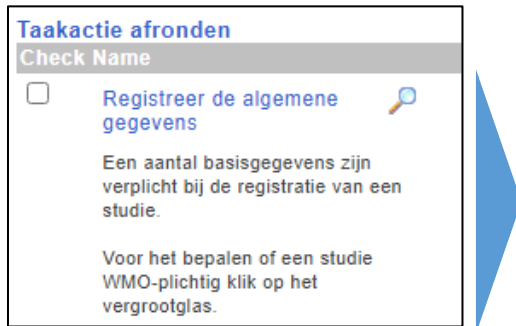 Taakactie afronden
Check Name
Registreer de algemene
gegevens
Een aantal basisgegevens zijn
verplicht bij de registratie van een
studie.
Voor het bepalen of een studie
WMO-plichtig klik op het
vergrootglas.